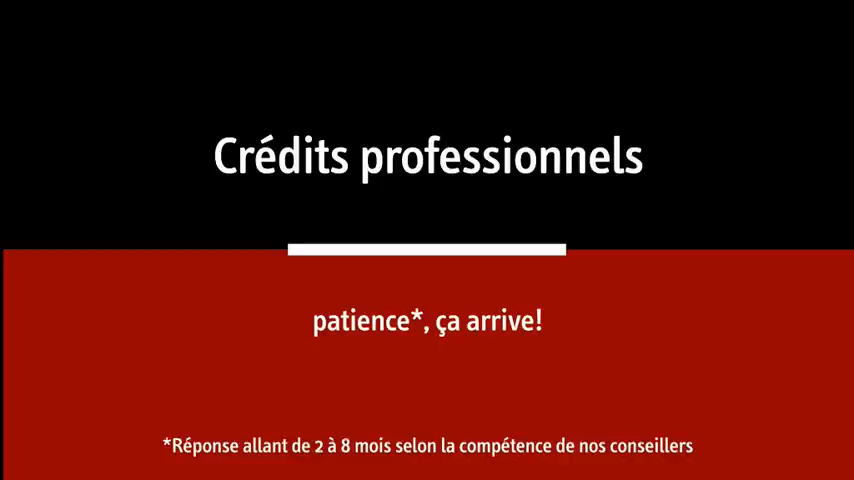 Crédits professionnels
patience*, ça arrive!
*Réponse allant de 2 à 8 mois selon la compétence de nos conseillers